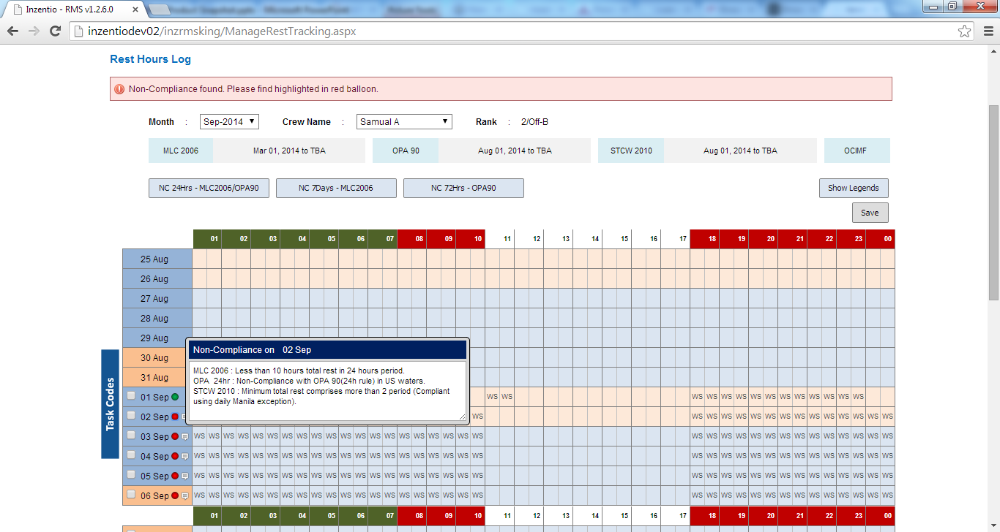 Inzentio - RMS v1.2.6.0
inzentiodev02/inzrmsking/ManageRestTracking.aspx
Rest Hours Log
Non-Compliance found. Please find highlighted in red balloon.
Month : Sep-2014 Crew Name : Samual A Rank : 2/Off-B
MLC 2006 Mar 01, 2014 to TBA OPA 90 Aug 01, 2014 to TBA STCW 2010 Aug 01, 2014 to TBA OCIMF
NC 24Hrs - MLC2006/OPA90 NC 7Days - MLC2006 NC 72Hrs - OPA90 Show Legends
Save
01 02 03 04 05 06 07 08 09 10 11 12 13 14 15 16 17 18 19 20 21 22 23 00
25 Aug
26 Aug
27 Aug
28 Aug
29 Aug
30 Aug
31 Aug
Non-Compliance on 02 Sep
MLC 2006 : Less than 10 hours total rest in 24 hours period.
OPA 24hr : Non-Compliance with OPA 90(24h rule) in US waters.
STCW 2010 : Minimum total rest comprises more than 2 period (Compliant
using daily Manila exception).
Task Codes
01 Sep WS WS WS WS WS WS WS WS WS WS WS WS WS WS
02 Sep WS WS WS WS WS WS WS WS WS WS WS WS WS WS WS
03 Sep WS WS WS WS WS WS WS WS WS WS WS WS WS WS WS WS WS WS WS WS WS WS WS WS WS WS WS WS WS WS WS WS WS WS
04 Sep WS WS WS WS WS WS WS WS WS WS WS WS WS WS WS WS WS WS WS WS WS WS WS WS WS WS WS WS WS WS WS WS WS WS
05 Sep WS WS WS WS WS WS WS WS WS WS WS WS WS WS WS WS WS WS WS WS WS WS WS WS WS WS WS WS WS WS WS WS WS WS
06 Sep WS WS WS WS WS WS WS WS WS WS WS WS WS WS WS WS WS WS WS WS WS WS WS WS WS WS WS WS WS WS WS WS WS WS
01 02 03 04 05 06 07 08 09 10 11 12 13 14 15 16 17 18 19 20 21 22 23 00